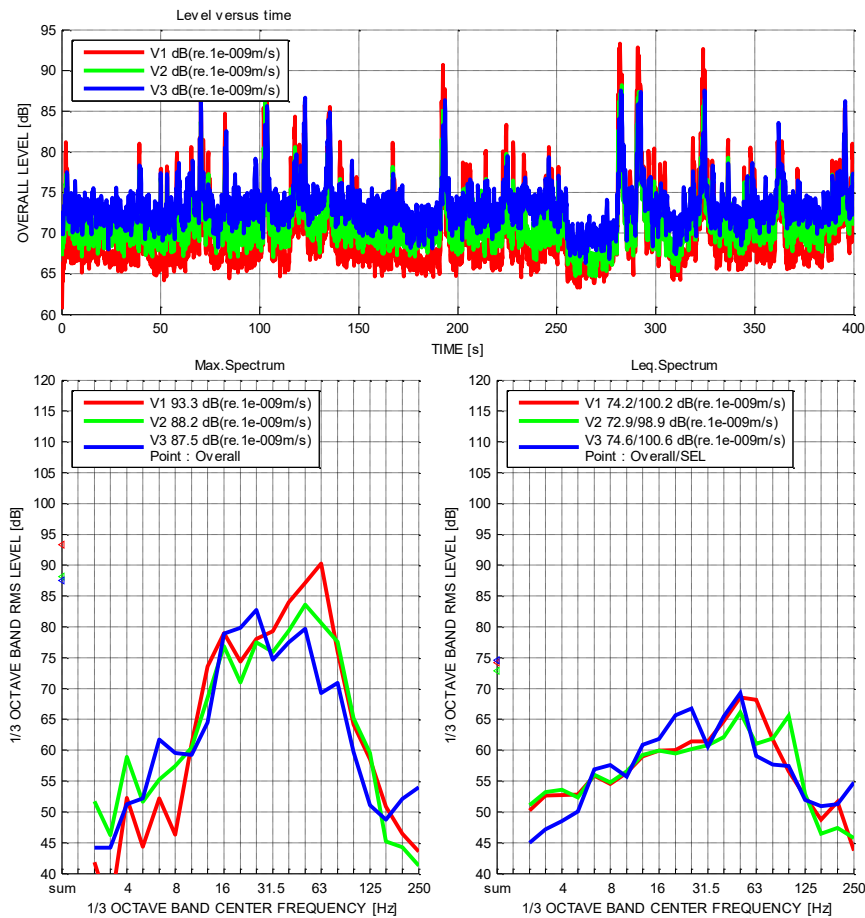 Level versus time
95
90
85
80
75
70
65
60
OVERALL LEVEL [dB]
V1 dB(re.1e-009m/s)
V2 dB(re.1e-009m/s)
V3 dB(re.1e-009m/s)
0 50 100 150 200 250 300 350 400
TIME [s]
Max.Spectrum
120
115
110
105
100
95
90
85
80
75
70
65
60
55
50
45
40
1/3 OCTAVE BAND RMS LEVEL [dB]
V1 93.3 dB(re.1e-009m/s)
V2 88.2 dB(re.1e-009m/s)
V3 87.5 dB(re.1e-009m/s)
Point : Overall
sum 4 8 16 31.5 63 125 250
1/3 OCTAVE BAND CENTER FREQUENCY [Hz]
Leq.Spectrum
120
115
110
105
100
95
90
85
80
75
70
65
60
55
50
45
40
1/3 OCTAVE BAND RMS LEVEL [dB]
V1 74.2/100.2 dB(re.1e-009m/s)
V2 72.9/98.9 dB(re.1e-009m/s)
V3 74.6/100.6 dB(re.1e-009m/s)
Point : Overall/SEL
sum 4 8 16 31.5 63 125 250
1/3 OCTAVE BAND CENTER FREQUENCY [Hz]